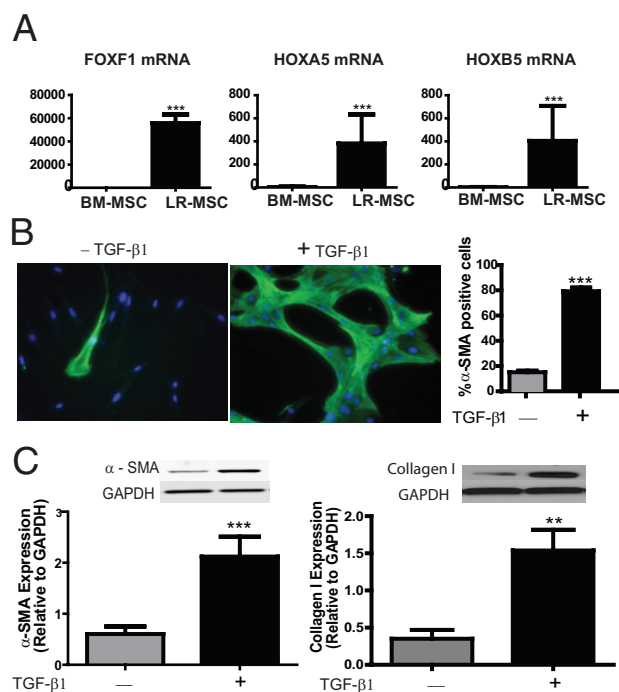 A
FOXF1 mRNA
HOXA5 mRNA
HOXB5 mRNA
80000
60000
40000
20000
0
***
BM-MSC LR-MSC
800
600
400
200
0
***
BM-MSC LR-MSC
800
600
400
200
0
***
BM-MSC LR-MSC
B
– TGF-β1
+ TGF-β1
%α-SMA positive cells
100
80
60
40
20
0
***
TGF-β1 — +
C
α - SMA
GAPDH
α-SMA Expression
(Relative to GAPDH)
3
2
1
0
***
TGF-β1 — +
Collagen I
GAPDH
Collagen I Expression
(Relative to GAPDH)
2.0
1.5
1.0
0.5
0.0
**
TGF-β1 — +